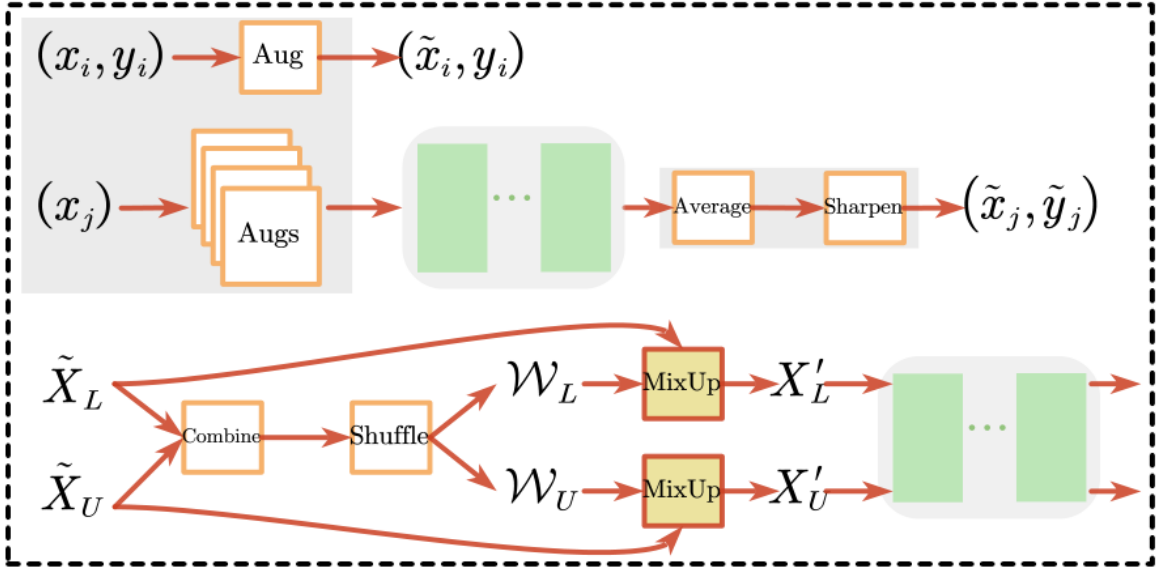 (x_i, y_i) Aug (x̃_i, y_i)
(x_j) Augs ... Average Sharpen (x̃_j, ỹ_j)
X̃_L 𝒲_L MixUp X'_L
Combine Shuffle ...
X̃_U 𝒲_U MixUp X'_U